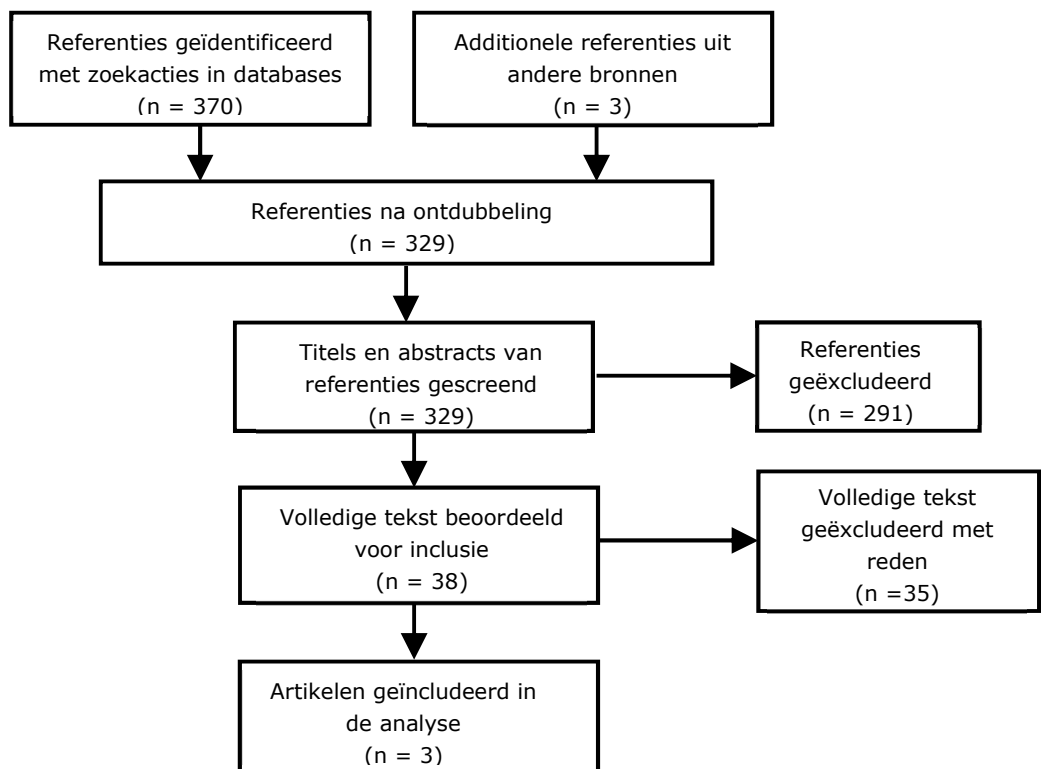 Referenties geïdentificeerd
met zoekacties in databases
(n = 370)
Additionele referenties uit
andere bronnen
(n = 3)
Referenties na ontdubbeling
(n = 329)
Titels en abstracts van
referenties gescreend
(n = 329)
Referenties
geëxcludeerd
(n = 291)
Volledige tekst beoordeeld
voor inclusie
(n = 38)
Volledige tekst
geëxcludeerd met
reden
(n =35)
Artikelen geïncludeerd in
de analyse
(n = 3)